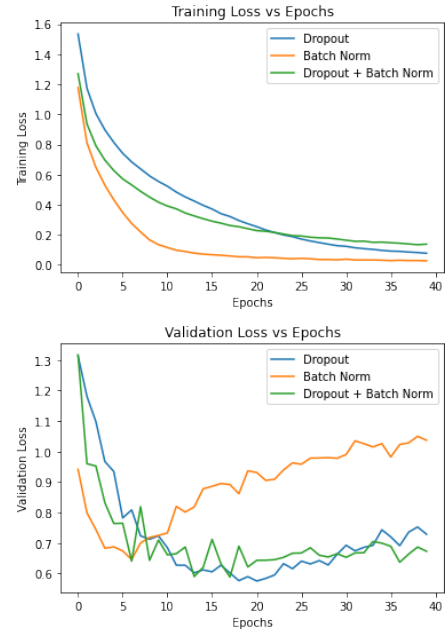 Training Loss vs Epochs
1.6
1.4
1.2
1.0
0.8
0.6
0.4
0.2
0.0
Training Loss
Dropout
Batch Norm
Dropout + Batch Norm
0 5 10 15 20 25 30 35 40
Epochs
Validation Loss vs Epochs
1.3
1.2
1.1
1.0
0.9
0.8
0.7
0.6
Validation Loss
Dropout
Batch Norm
Dropout + Batch Norm
0 5 10 15 20 25 30 35 40
Epochs